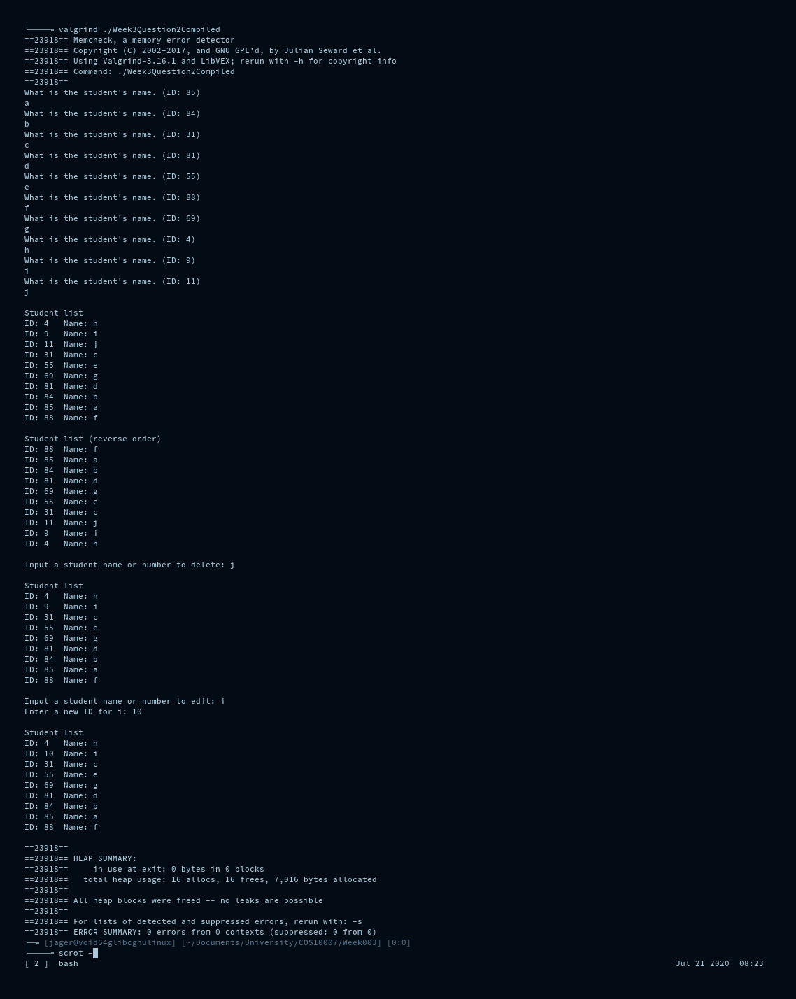 └────╼ valgrind ./Week3Question2Compiled
==23918== Memcheck, a memory error detector
==23918== Copyright (C) 2002-2017, and GNU GPL'd, by Julian Seward et al.
==23918== Using Valgrind-3.16.1 and LibVEX; rerun with -h for copyright info
==23918== Command: ./Week3Question2Compiled
==23918==
What is the student's name. (ID: 85)
a
What is the student's name. (ID: 84)
b
What is the student's name. (ID: 31)
c
What is the student's name. (ID: 81)
d
What is the student's name. (ID: 55)
e
What is the student's name. (ID: 88)
f
What is the student's name. (ID: 69)
g
What is the student's name. (ID: 4)
h
What is the student's name. (ID: 9)
i
What is the student's name. (ID: 11)
j

Student list
ID: 4   Name: h
ID: 9   Name: i
ID: 11  Name: j
ID: 31  Name: c
ID: 55  Name: e
ID: 69  Name: g
ID: 81  Name: d
ID: 84  Name: b
ID: 85  Name: a
ID: 88  Name: f

Student list (reverse order)
ID: 88  Name: f
ID: 85  Name: a
ID: 84  Name: b
ID: 81  Name: d
ID: 69  Name: g
ID: 55  Name: e
ID: 31  Name: c
ID: 11  Name: j
ID: 9   Name: i
ID: 4   Name: h

Input a student name or number to delete: j

Student list
ID: 4   Name: h
ID: 9   Name: i
ID: 31  Name: c
ID: 55  Name: e
ID: 69  Name: g
ID: 81  Name: d
ID: 84  Name: b
ID: 85  Name: a
ID: 88  Name: f

Input a student name or number to edit: i
Enter a new ID for i: 10

Student list
ID: 4   Name: h
ID: 10  Name: i
ID: 31  Name: c
ID: 55  Name: e
ID: 69  Name: g
ID: 81  Name: d
ID: 84  Name: b
ID: 85  Name: a
ID: 88  Name: f

==23918==
==23918== HEAP SUMMARY:
==23918==     in use at exit: 0 bytes in 0 blocks
==23918==   total heap usage: 16 allocs, 16 frees, 7,016 bytes allocated
==23918==
==23918== All heap blocks were freed -- no leaks are possible
==23918==
==23918== For lists of detected and suppressed errors, rerun with: -s
==23918== ERROR SUMMARY: 0 errors from 0 contexts (suppressed: 0 from 0)
┌─╼ [jager@void64glibcgnulinux] [~/Documents/University/COS10007/Week003] [0:0]
└────╼ scrot -
[ 2 ]  bash Jul 21 2020  08:23